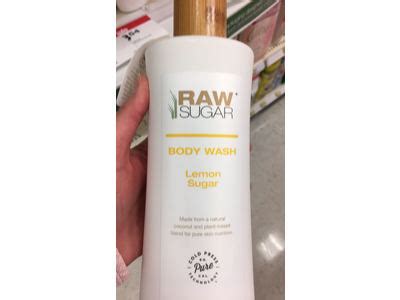 RAW
SUGAR
BODY WASH
Lemon
Sugar
Made from a natural
coconut and plant-based
blend for pure skin nutrition.
COLD PRESS
Pure
TECHNOLOGY